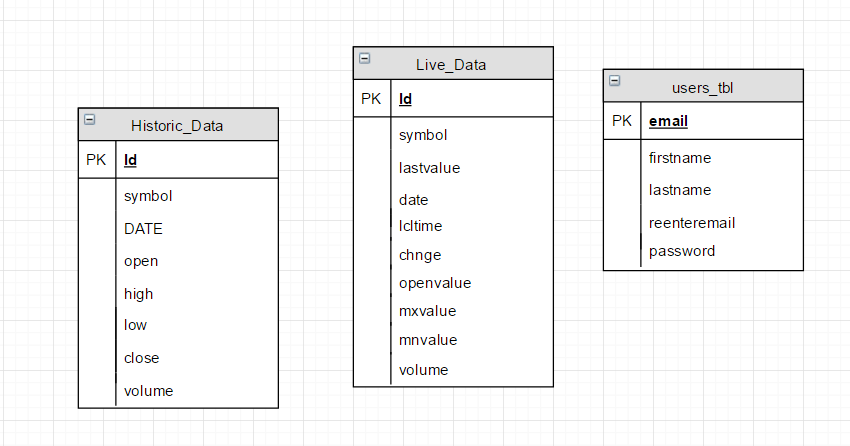 Historic_Data
PK Id
symbol
DATE
open
high
low
close
volume
Live_Data
PK Id
symbol
lastvalue
date
lcltime
chnge
openvalue
mxvalue
mnvalue
volume
users_tbl
PK email
firstname
lastname
reenteremail
password